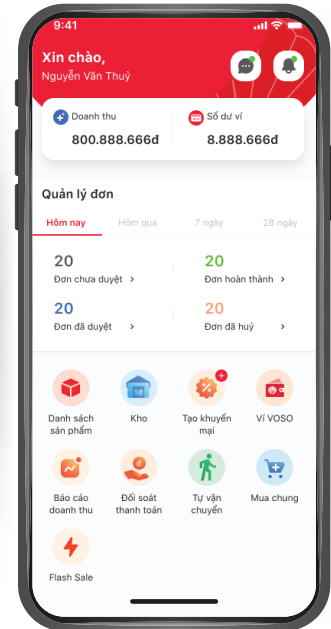 9:41
Xin chào,
Nguyễn Văn Thuỷ
Doanh thu
Số dư ví
800.888.666đ
8.888.666đ
Quản lý đơn
Hôm nay
Hôm qua
7 ngày
28 ngày
20
20
Đơn chưa duyệt
Đơn hoàn thành
20
20
Đơn đã duyệt
Đơn đã huỷ
Danh sách
sản phẩm
Kho
Tạo khuyến
mại
Ví VOSO
Báo cáo
doanh thu
Đối soát
thanh toán
Tự vận
chuyển
Mua chung
Flash Sale